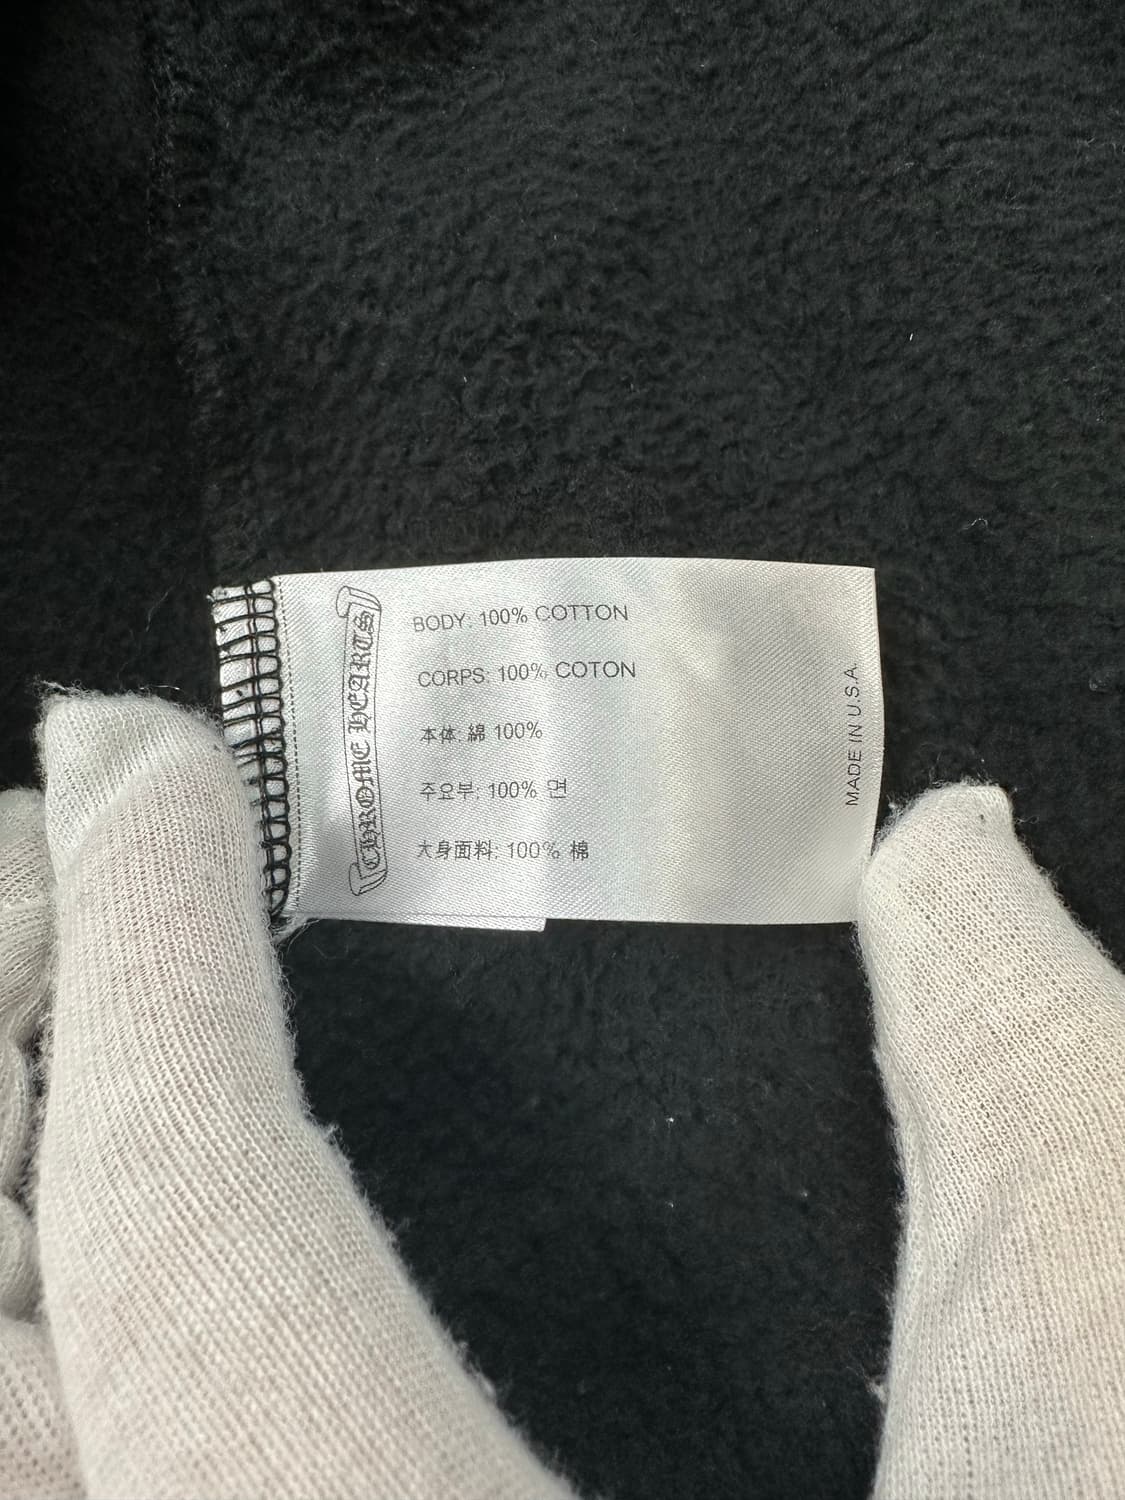 CHROME HEARTS
BODY: 100% COTTON
CORPS: 100% COTON
本体: 綿 100%
주요부: 100% 면
大身面料: 100% 棉
MADE IN U.S.A.